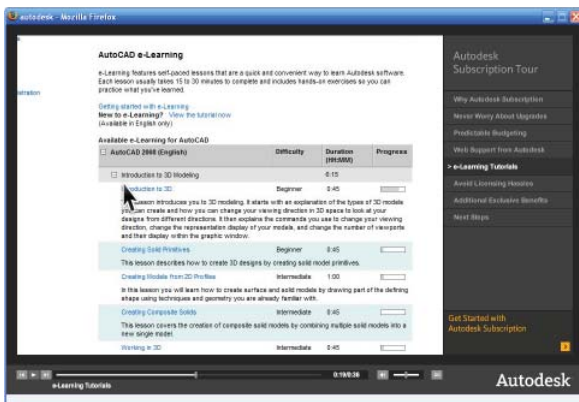 autodesk - Mozilla Firefox
AutoCAD e-Learning
e-Learning features self-paced lessons that are a quick and convenient way to learn Autodesk software.
Each lesson usually takes 15 to 30 minutes to complete and includes hands-on exercises so you can
practice what you've learned.
Getting started with e-Learning
New to e-Learning? View the tutorial now
(Available in English only)
Available e-Learning for AutoCAD
AutoCAD 2008 (English) Difficulty Duration (HH:MM) Progress
Introduction to 3D Modeling 6:15
Introduction to 3D Beginner 0:45
lesson introduces you to 3D modeling. It starts with an explanation of the types of 3D models
you can create and how you can change your viewing direction in 3D space to look at your
designs from different directions. It then explains the commands you use to change your viewing
direction, change the representation display of your models, and change the number of viewports
and their display within the graphic window.
Creating Solid Primitives Beginner 0:45
This lesson describes how to create 3D designs by creating solid model primitives.
Creating Models from 2D Profiles Intermediate 1:00
In this lesson you will learn how to create surface and solid models by drawing part of the defining
shape using techniques and geometry you are already familiar with.
Creating Composite Solids Intermediate 0:45
This lesson covers the creation of composite solid models by combining multiple solid models into a
new single model.
Working in 3D Intermediate 0:45
Autodesk
Subscription Tour
Why Autodesk Subscription
Never Worry About Upgrades
Predictable Budgeting
Web Support from Autodesk
> e-Learning Tutorials
Avoid Licensing Hassles
Additional Exclusive Benefits
Next Steps
Get Started with
Autodesk Subscription
0:19/0:36
e-Learning Tutorials
Autodesk